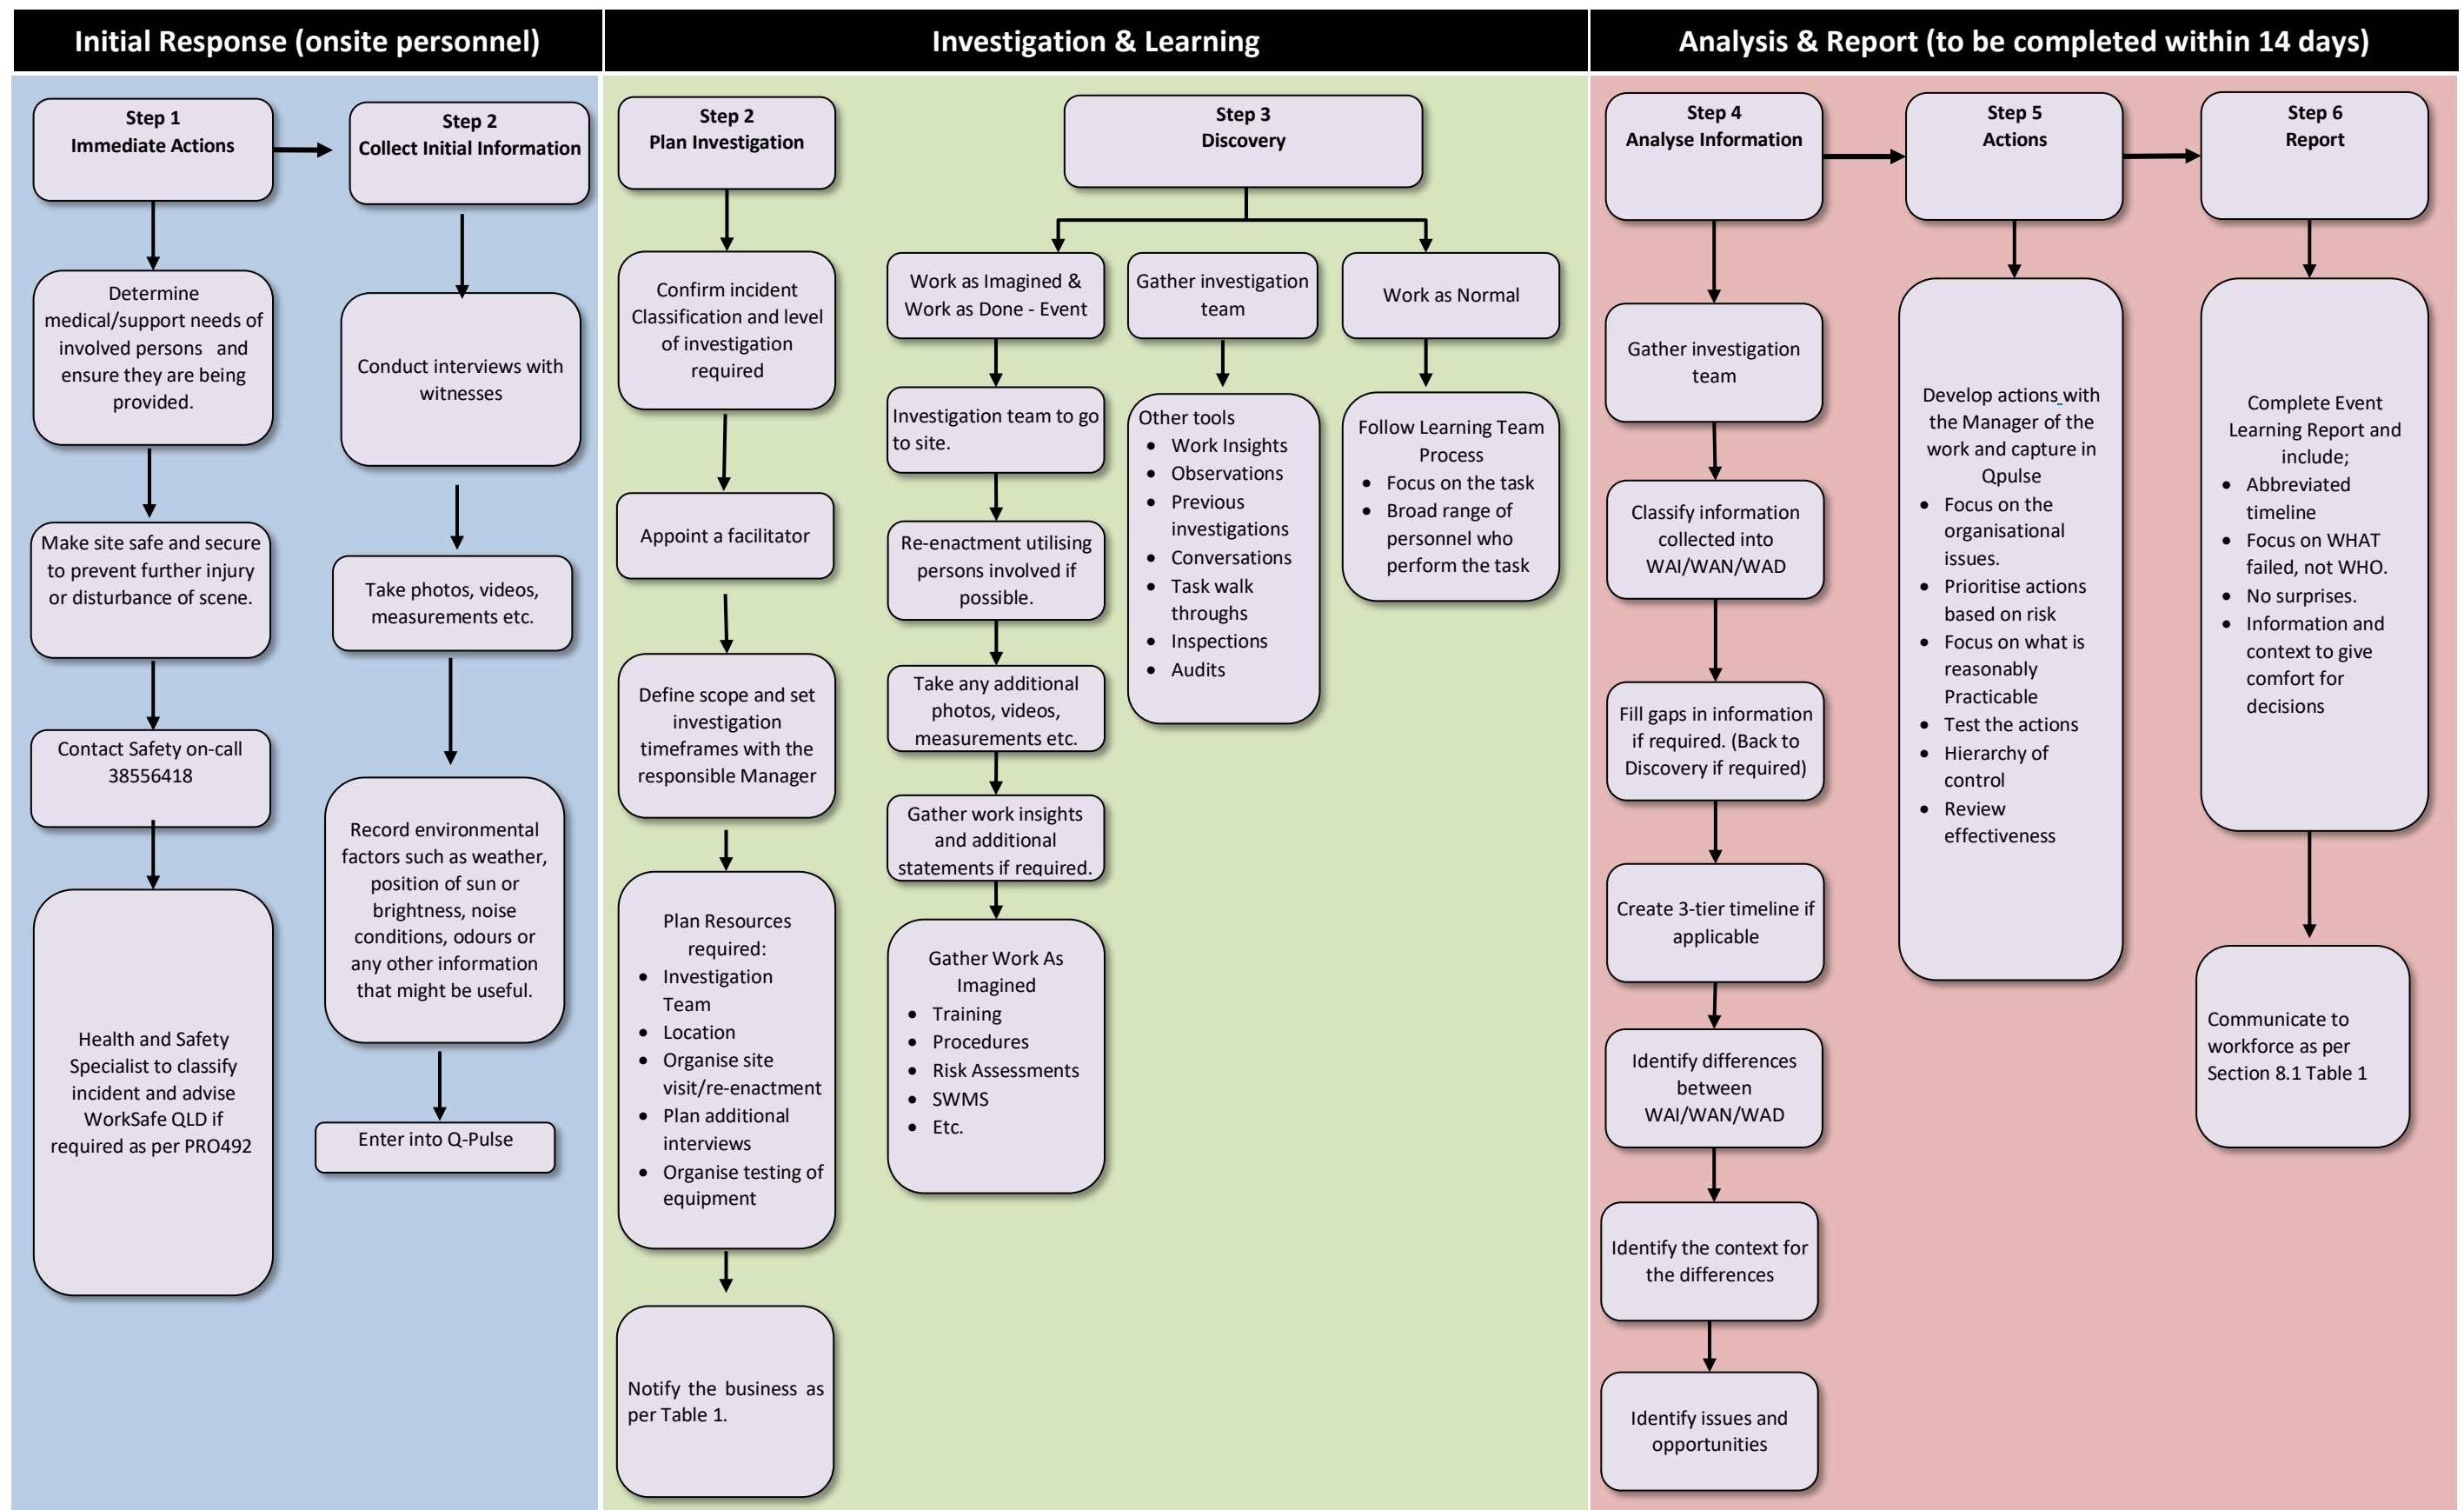 Initial Response (onsite personnel)
Investigation & Learning
Analysis & Report (to be completed within 14 days)
Step 1
Immediate Actions
Determine
medical/support needs of
involved persons and
ensure they are being
provided.
Make site safe and secure
to prevent further injury
or disturbance of scene.
Contact Safety on-call
38556418
Health and Safety
Specialist to classify
incident and advise
WorkSafe QLD if
required as per PRO492
Step 2
Collect Initial Information
Conduct interviews with
witnesses
Take photos, videos,
measurements etc.
Record environmental
factors such as weather,
position of sun or
brightness, noise
conditions, odours or
any other information
that might be useful.
Enter into Q-Pulse
Step 2
Plan Investigation
Confirm incident
Classification and level
of investigation
required
Appoint a facilitator
Define scope and set
investigation
timeframes with the
responsible Manager
Plan Resources
required:
• Investigation
Team
• Location
• Organise site
visit/re-enactment
• Plan additional
interviews
• Organise testing of
equipment
Notify the business as
per Table 1.
Step 3
Discovery
Work as Imagined &
Work as Done - Event
Investigation team to go
to site.
Re-enactment utilising
persons involved if
possible.
Take any additional
photos, videos,
measurements etc.
Gather work insights
and additional
statements if required.
Gather Work As
Imagined
• Training
• Procedures
• Risk Assessments
• SWMS
• Etc.
Gather investigation
team
Other tools
• Work Insights
• Observations
• Previous
investigations
• Conversations
• Task walk
throughs
• Inspections
• Audits
Work as Normal
Follow Learning Team
Process
• Focus on the task
• Broad range of
personnel who
perform the task
Step 4
Analyse Information
Gather investigation
team
Classify information
collected into
WAI/WAN/WAD
Fill gaps in information
if required. (Back to
Discovery if required)
Create 3-tier timeline if
applicable
Identify differences
between
WAI/WAN/WAD
Identify the context for
the differences
Identify issues and
opportunities
Step 5
Actions
Develop actions with
the Manager of the
work and capture in
Qpulse
• Focus on the
organisational
issues.
• Prioritise actions
based on risk
• Focus on what is
reasonably
Practicable
• Test the actions
• Hierarchy of
control
• Review
effectiveness
Step 6
Report
Complete Event
Learning Report and
include;
• Abbreviated
timeline
• Focus on WHAT
failed, not WHO.
• No surprises.
• Information and
context to give
comfort for
decisions
Communicate to
workforce as per
Section 8.1 Table 1